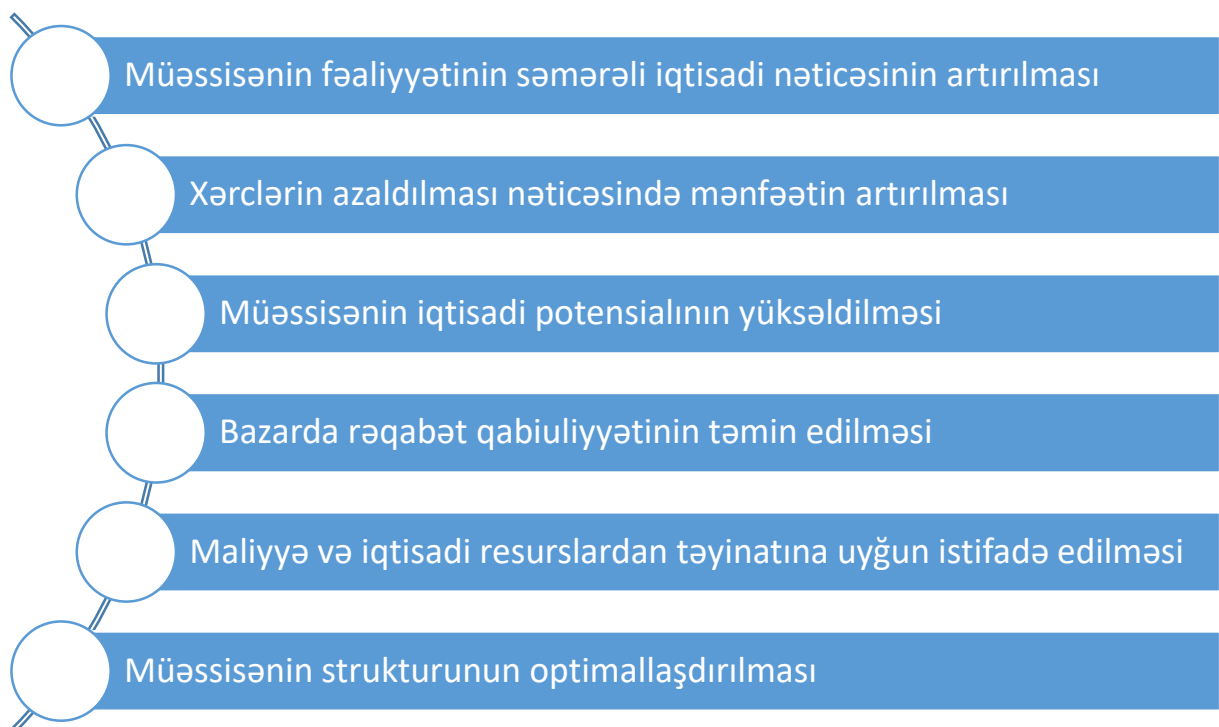 Müəssisənin fəaliyyətinin səmərəli iqtisadi nəticəsinin artırılması
Xərclərin azaldılması nəticəsində mənfəətin artırılması
Müəssisənin iqtisadi potensialının yüksəldilməsi
Bazarda rəqabət qabiuliyyətinin təmin edilməsi
Maliyyə və iqtisadi resurslardan təyinatına uyğun istifadə edilməsi
Müəssisənin strukturunun optimallaşdırılması